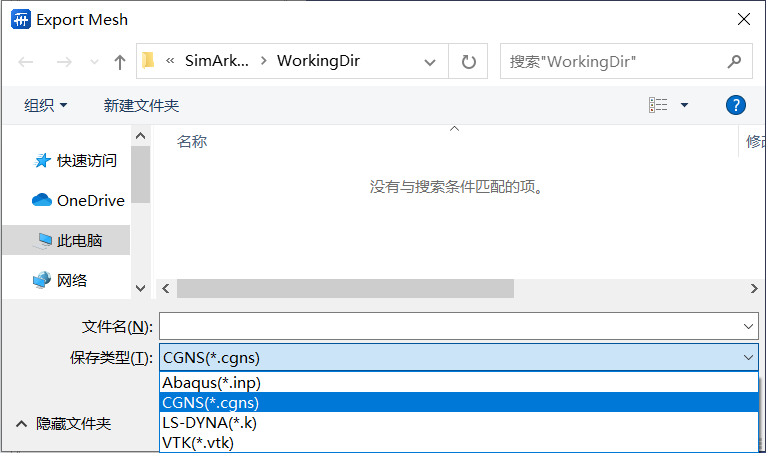 Export Mesh
« SimArk... › WorkingDir
搜索"WorkingDir"
组织
新建文件夹
名称
修改
快速访问
没有与搜索条件匹配的项。
OneDrive
此电脑
网络
文件名(N):
保存类型(T): CGNS(*.cgns)
Abaqus(*.inp)
CGNS(*.cgns)
隐藏文件夹
LS-DYNA(*.k)
VTK(*.vtk)